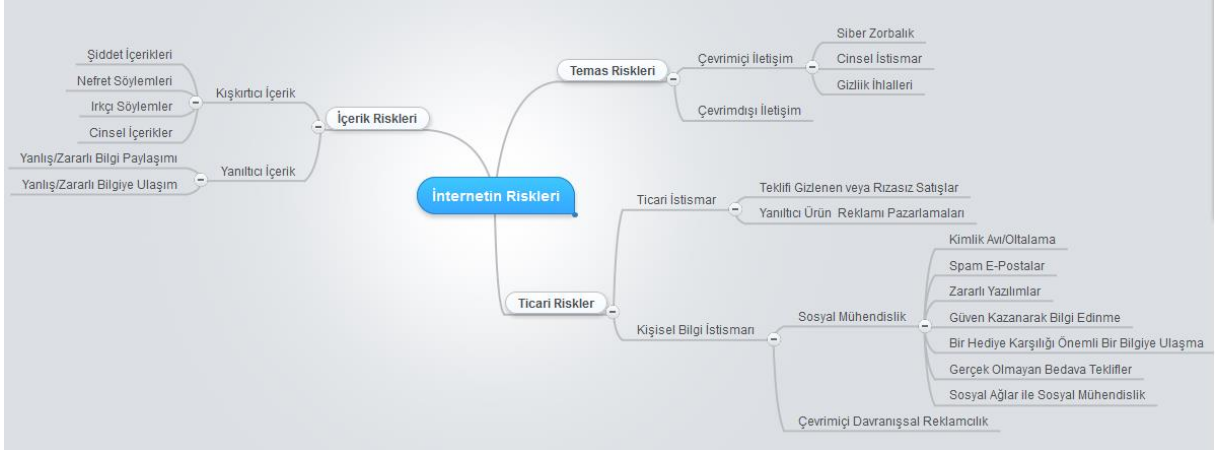 İnternetin Riskleri
İçerik Riskleri
Kışkırtıcı İçerik
Şiddet İçerikleri
Nefret Söylemleri
Irkçı Söylemler
Cinsel İçerikler
Yanıltıcı İçerik
Yanlış/Zararlı Bilgi Paylaşımı
Yanlış/Zararlı Bilgiye Ulaşım
Temas Riskleri
Çevrimiçi İletişim
Siber Zorbalık
Cinsel İstismar
Gizliik İhlalleri
Çevrimdışı İletişim
Ticari Riskler
Ticari İstismar
Teklifi Gizlenen veya Rızasız Satışlar
Yanıltıcı Ürün Reklamı Pazarlamaları
Kişisel Bilgi İstismarı
Sosyal Mühendislik
Kimlik Avı/Oltalama
Spam E-Postalar
Zararlı Yazılımlar
Güven Kazanarak Bilgi Edinme
Bir Hediye Karşılığı Önemli Bir Bilgiye Ulaşma
Gerçek Olmayan Bedava Teklifler
Sosyal Ağlar ile Sosyal Mühendislik
Çevrimiçi Davranışsal Reklamcılık